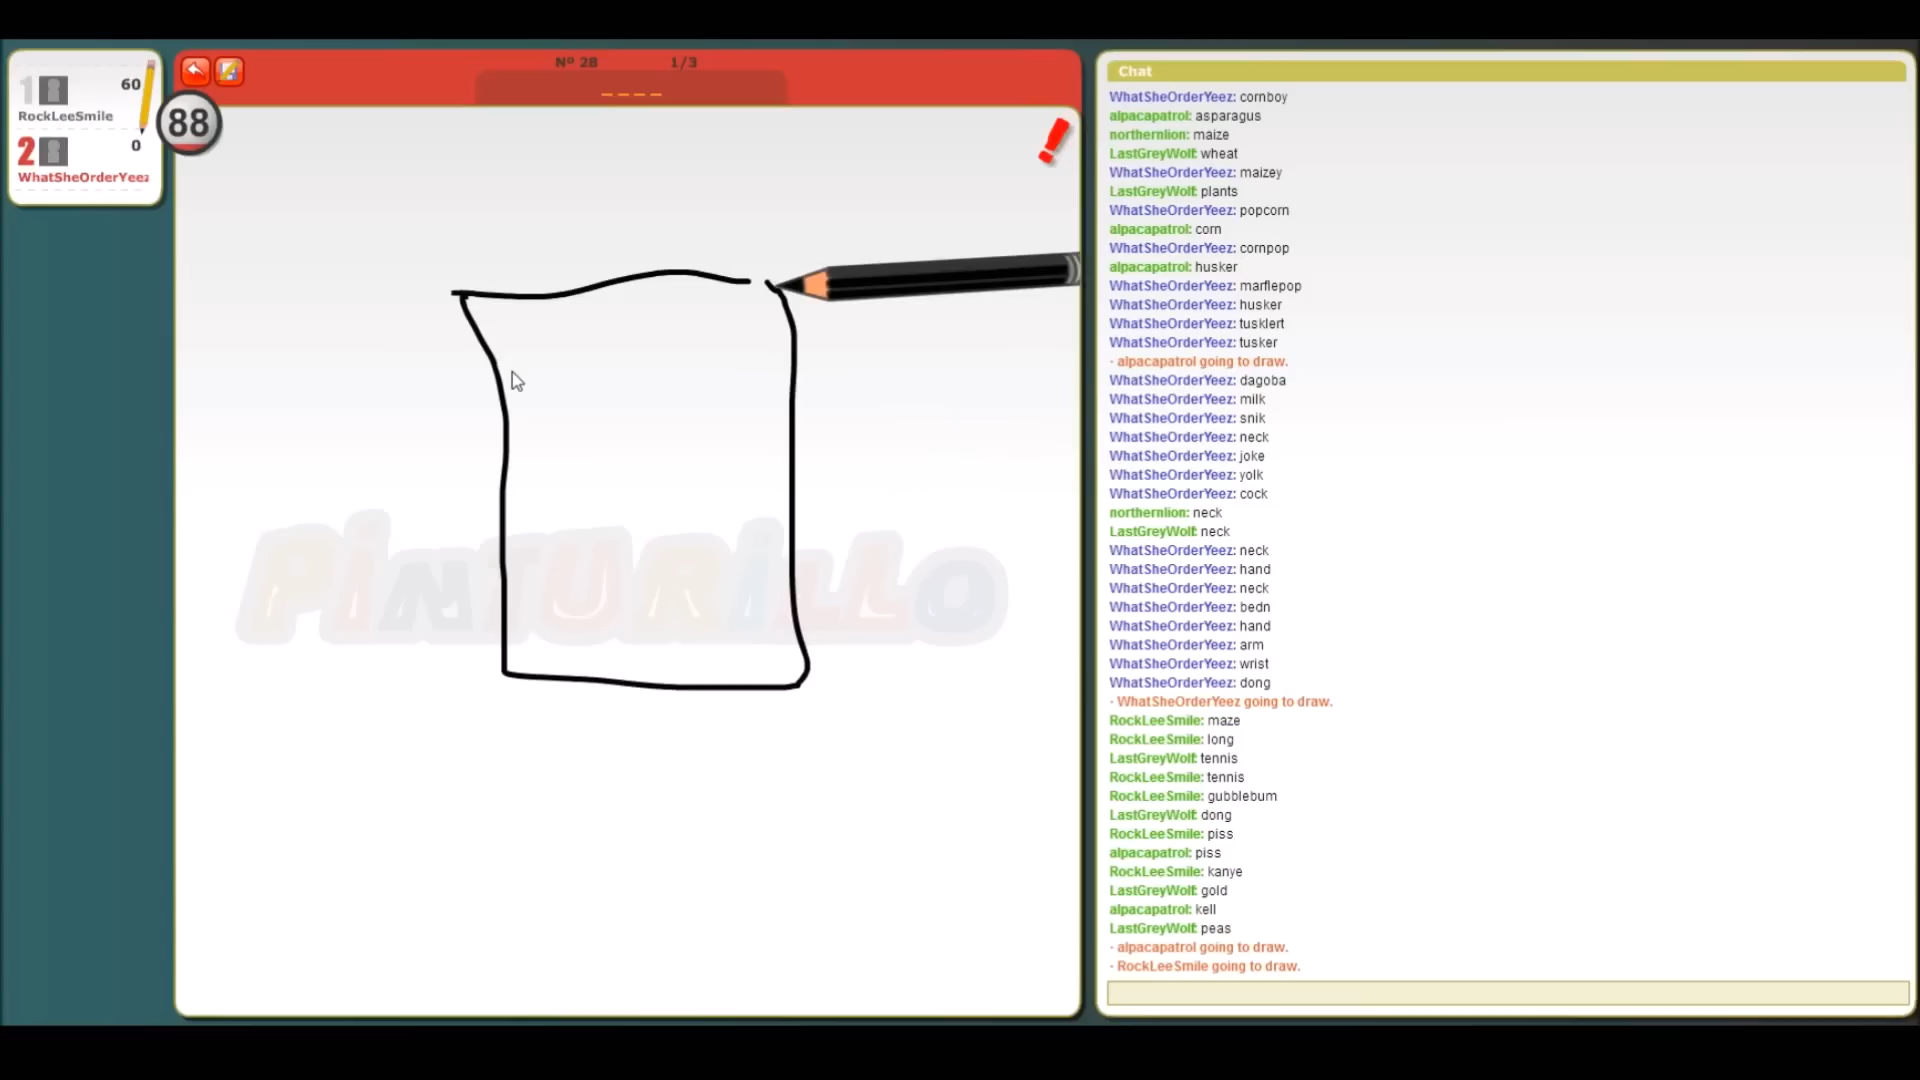 Nº 28 1/3
_ _ _ _
1 60
RockLeeSmile
88
2 0
WhatSheOrderYeez
PiNTURiLLO
Chat
WhatSheOrderYeez: cornboy
alpacapatrol: asparagus
northernlion: maize
LastGreyWolf: wheat
WhatSheOrderYeez: maizey
LastGreyWolf: plants
WhatSheOrderYeez: popcorn
alpacapatrol: corn
WhatSheOrderYeez: cornpop
alpacapatrol: husker
WhatSheOrderYeez: marflepop
WhatSheOrderYeez: husker
WhatSheOrderYeez: tusklert
WhatSheOrderYeez: tusker
· alpacapatrol going to draw.
WhatSheOrderYeez: dagoba
WhatSheOrderYeez: milk
WhatSheOrderYeez: snik
WhatSheOrderYeez: neck
WhatSheOrderYeez: joke
WhatSheOrderYeez: yolk
WhatSheOrderYeez: cock
northernlion: neck
LastGreyWolf: neck
WhatSheOrderYeez: neck
WhatSheOrderYeez: hand
WhatSheOrderYeez: neck
WhatSheOrderYeez: bedn
WhatSheOrderYeez: hand
WhatSheOrderYeez: arm
WhatSheOrderYeez: wrist
WhatSheOrderYeez: dong
· WhatSheOrderYeez going to draw.
RockLeeSmile: maze
RockLeeSmile: long
LastGreyWolf: tennis
RockLeeSmile: tennis
RockLeeSmile: gubblebum
LastGreyWolf: dong
RockLeeSmile: piss
alpacapatrol: piss
RockLeeSmile: kanye
LastGreyWolf: gold
alpacapatrol: kell
LastGreyWolf: peas
· alpacapatrol going to draw.
· RockLeeSmile going to draw.